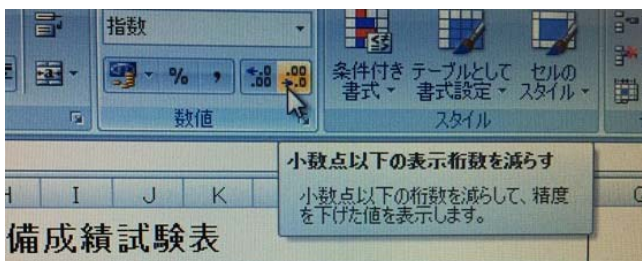 指数
% ,
.00
.00
条件付き テーブルとして セルの
書式 書式設定 スタイル
数値
スタイル
小数点以下の表示桁数を減らす
小数点以下の桁数を減らして、精度
を下げた値を表示します。
I J K
備成績試験表